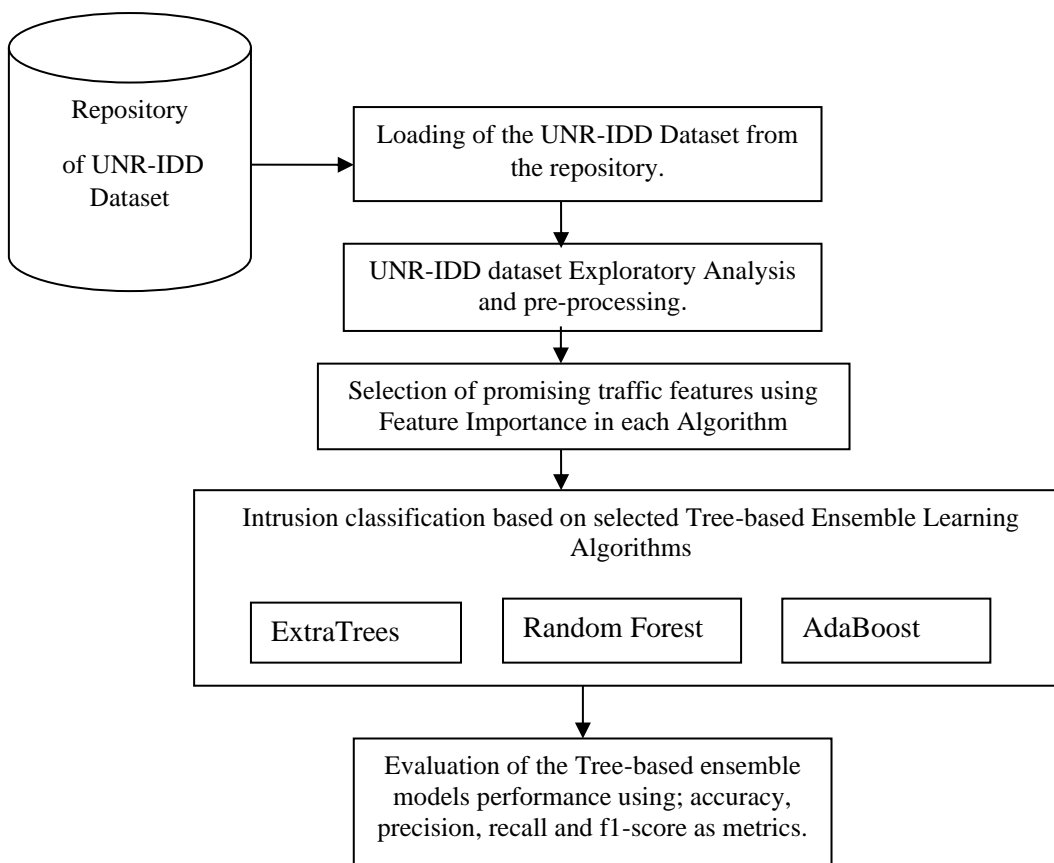 Repository
of UNR-IDD
Dataset
Loading of the UNR-IDD Dataset from
the repository.
UNR-IDD dataset Exploratory Analysis
and pre-processing.
Selection of promising traffic features using
Feature Importance in each Algorithm
Intrusion classification based on selected Tree-based Ensemble Learning
Algorithms
ExtraTrees
Random Forest
AdaBoost
Evaluation of the Tree-based ensemble
models performance using; accuracy,
precision, recall and f1-score as metrics.